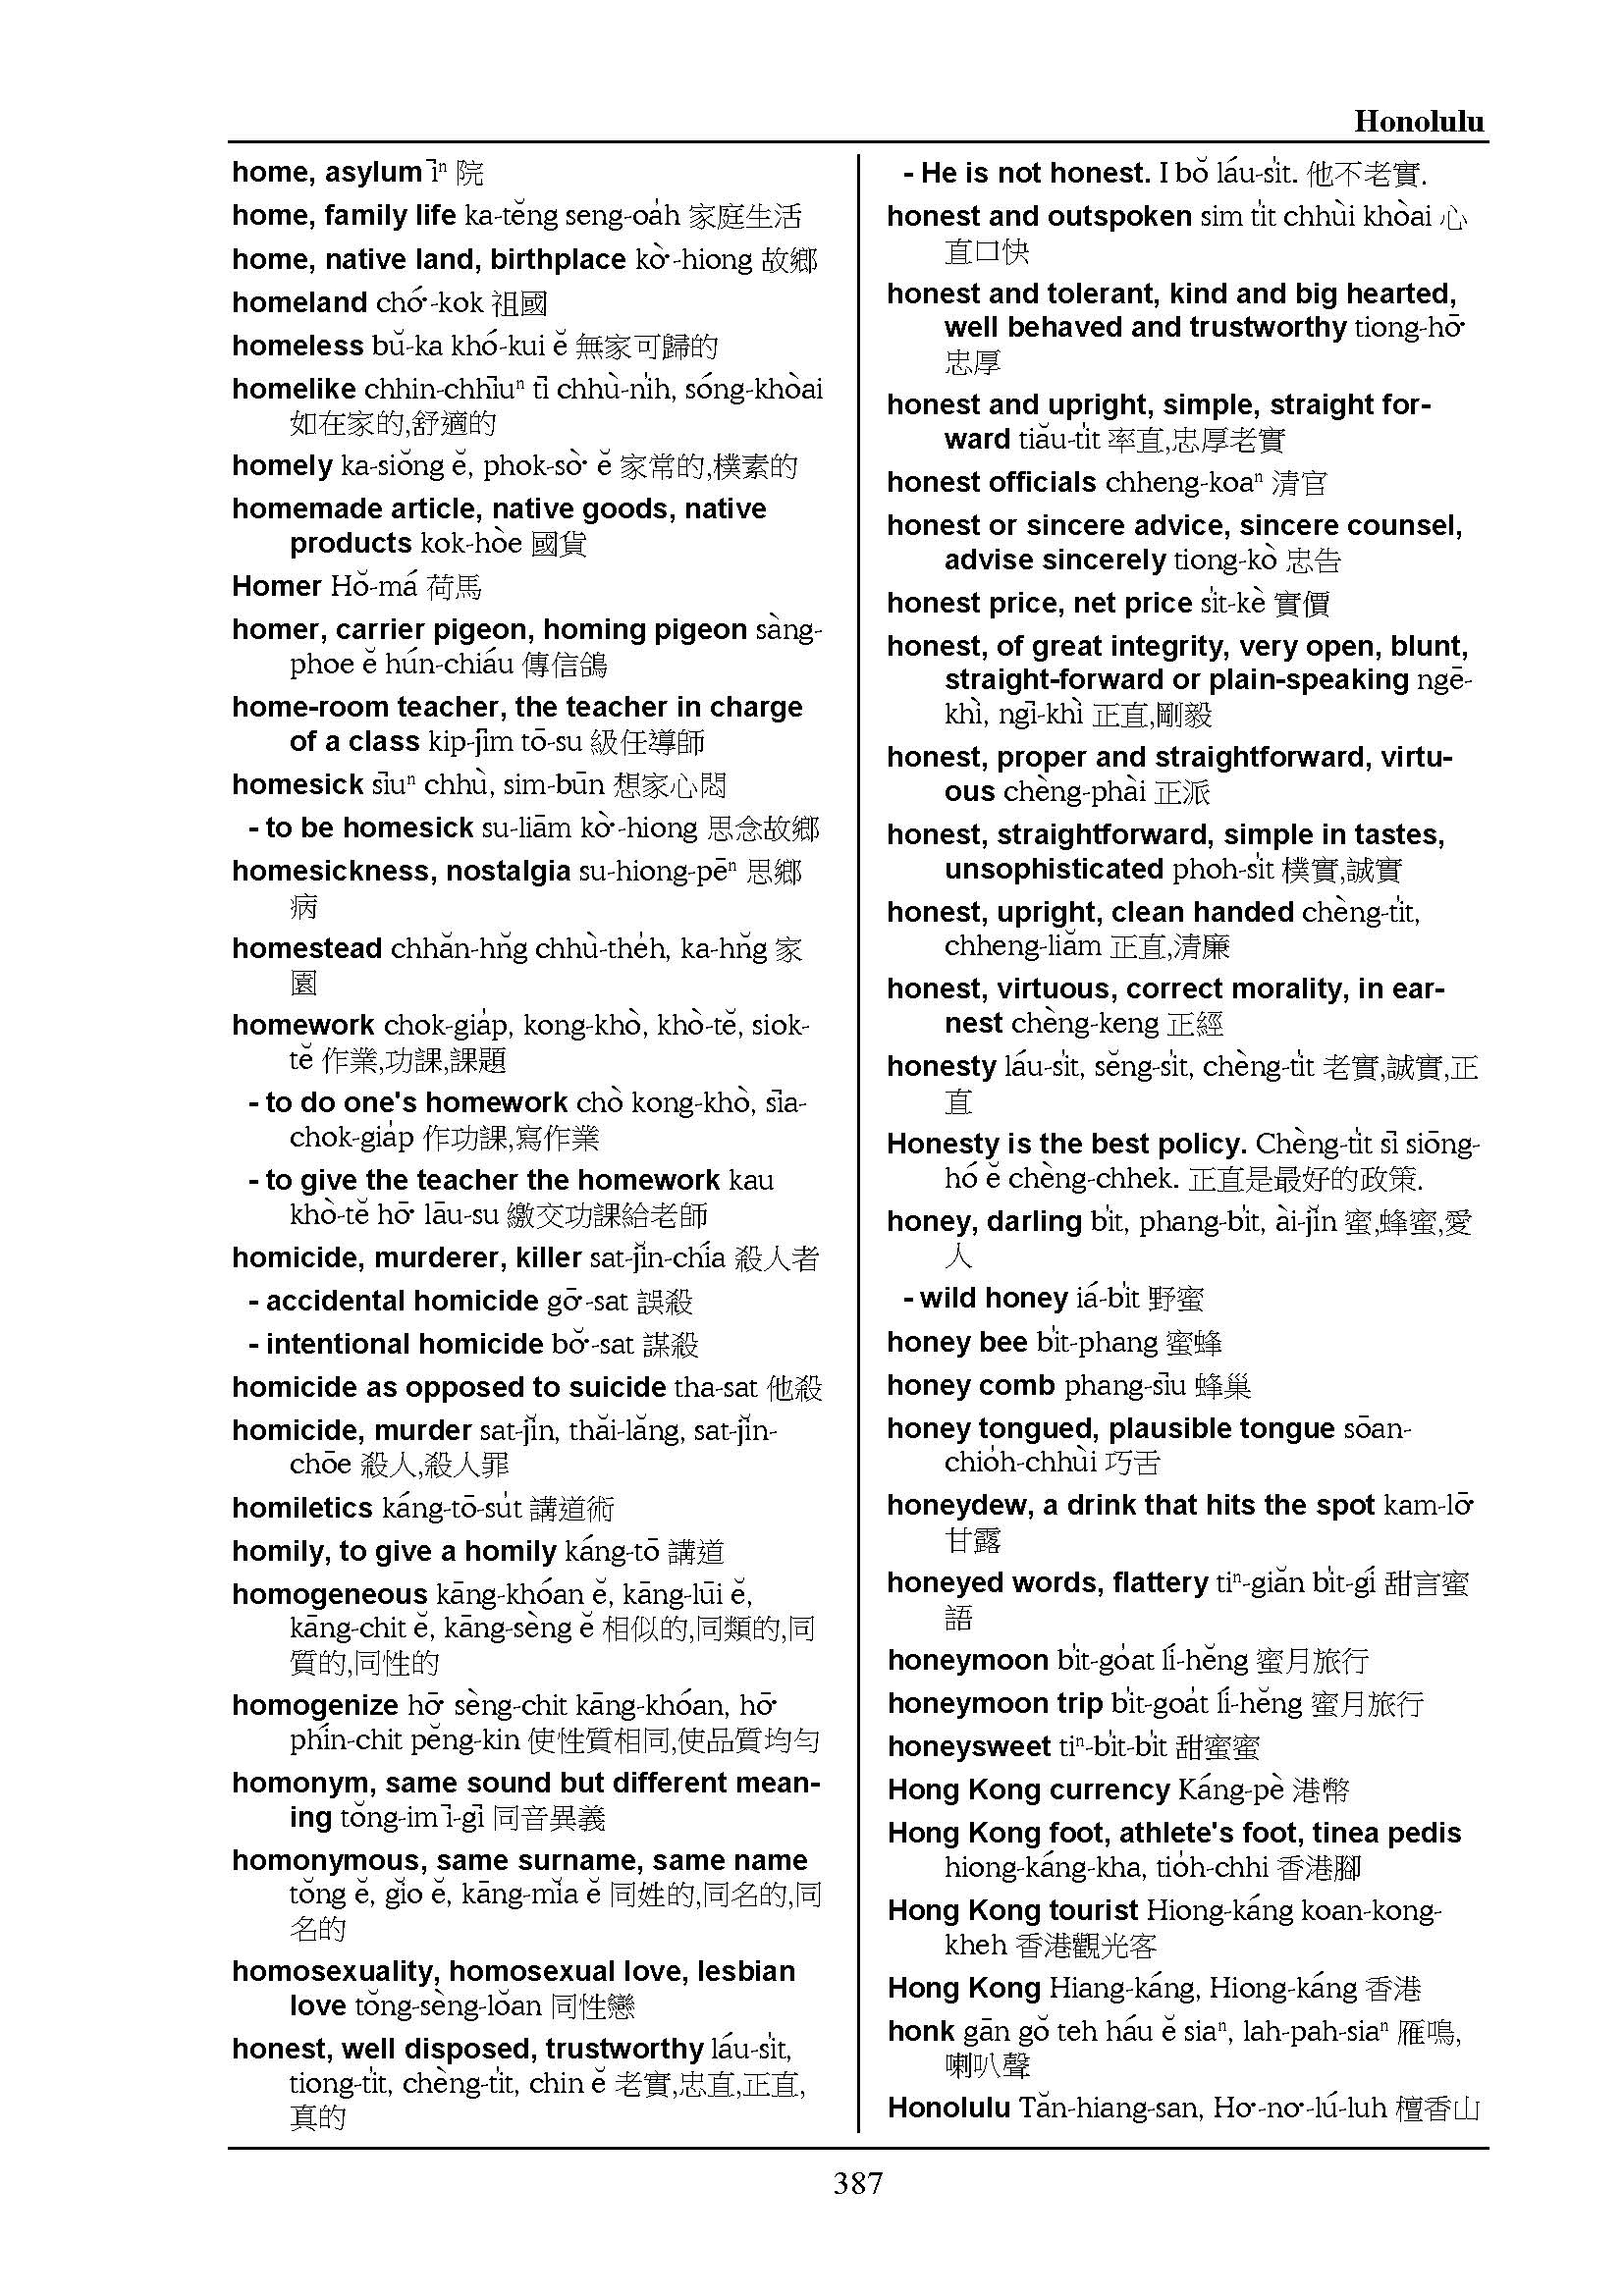 Honolulu
home, asylum īⁿ 院
home, family life ka-tĕng seng-oa̍h 家庭生活
home, native land, birthplace kò͘-hiong 故鄉
homeland chó͘-kok 祖國
homeless bŭ-ka khó-kui ĕ 無家可歸的
homelike chhin-chhīuⁿ tī chhù-ni̍h, sóng-khòai
如在家的,舒適的
homely ka-siŏng ĕ, phok-sò͘ ĕ 家常的,樸素的
homemade article, native goods, native
products kok-hòe 國貨
Homer Hŏ-má 荷馬
homer, carrier pigeon, homing pigeon sàng-
phoe ĕ hún-chiáu 傳信鴿
home-room teacher, the teacher in charge
of a class kip-jīm tō-su 級任導師
homesick sīuⁿ chhù, sim-būn 想家心悶
- to be homesick su-liām kò͘-hiong 思念故鄉
homesickness, nostalgia su-hiong-pēⁿ 思鄉
病
homestead chhăn-hn̆g chhù-the̍h, ka-hn̆g 家
園
homework chok-gia̍p, kong-khò, khò-tĕ, siok-
tĕ 作業,功課,課題
- to do one's homework chò kong-khò, sīa-
chok-gia̍p 作功課,寫作業
- to give the teacher the homework kau
khò-tĕ hō͘ lāu-su 繳交功課給老師
homicide, murderer, killer sat-jĭn-chía 殺人者
- accidental homicide gō͘-sat 誤殺
- intentional homicide bŏ͘-sat 謀殺
homicide as opposed to suicide tha-sat 他殺
homicide, murder sat-jĭn, thăi-lăng, sat-jĭn-
chōe 殺人,殺人罪
homiletics káng-tō-su̍t 講道術
homily, to give a homily káng-tō 講道
homogeneous kāng-khóan ĕ, kāng-lūi ĕ,
kāng-chit ĕ, kāng-sèng ĕ 相似的,同類的,同
質的,同性的
homogenize hō͘ sèng-chit kāng-khóan, hō͘
phín-chit pĕng-kin 使性質相同,使品質均勻
homonym, same sound but different mean-
ing tŏng-im ī-gī 同音異義
homonymous, same surname, same name
tŏng ĕ, gĭo ĕ, kāng-mĭa ĕ 同姓的,同名的,同
名的
homosexuality, homosexual love, lesbian
love tŏng-sèng-lŏan 同性戀
honest, well disposed, trustworthy láu-si̍t,
tiong-ti̍t, chèng-ti̍t, chin ĕ 老實,忠直,正直,
真的
- He is not honest. I bŏ láu-si̍t. 他不老實.
honest and outspoken sim ti̍t chhùi khòai 心
直口快
honest and tolerant, kind and big hearted,
well behaved and trustworthy tiong-hō͘
忠厚
honest and upright, simple, straight for-
ward tiău-ti̍t 率直,忠厚老實
honest officials chheng-koaⁿ 清官
honest or sincere advice, sincere counsel,
advise sincerely tiong-kò 忠告
honest price, net price si̍t-kè 實價
honest, of great integrity, very open, blunt,
straight-forward or plain-speaking ngē-
khì, ngī-khì 正直,剛毅
honest, proper and straightforward, virtu-
ous chèng-phài 正派
honest, straightforward, simple in tastes,
unsophisticated phoh-si̍t 樸實,誠實
honest, upright, clean handed chèng-ti̍t,
chheng-liăm 正直,清廉
honest, virtuous, correct morality, in ear-
nest chèng-keng 正經
honesty láu-si̍t, sĕng-si̍t, chèng-ti̍t 老實,誠實,正
直
Honesty is the best policy. Chèng-ti̍t sī siōng-
hó ĕ chèng-chhek. 正直是最好的政策.
honey, darling bi̍t, phang-bi̍t, ài-jĭn 蜜,蜂蜜,愛
人
- wild honey iá-bi̍t 野蜜
honey bee bi̍t-phang 蜜蜂
honey comb phang-sīu 蜂巢
honey tongued, plausible tongue sōan-
chio̍h-chhùi 巧舌
honeydew, a drink that hits the spot kam-lō͘
甘露
honeyed words, flattery tiⁿ-giăn bi̍t-gí 甜言蜜
語
honeymoon bi̍t-go̍at lí-hĕng 蜜月旅行
honeymoon trip bi̍t-goa̍t lí-hĕng 蜜月旅行
honeysweet tiⁿ-bi̍t-bi̍t 甜蜜蜜
Hong Kong currency Káng-pè 港幣
Hong Kong foot, athlete's foot, tinea pedis
hiong-káng-kha, tio̍h-chhi 香港腳
Hong Kong tourist Hiong-káng koan-kong-
kheh 香港觀光客
Hong Kong Hiang-káng, Hiong-káng 香港
honk gān gŏ teh háu ĕ siaⁿ, lah-pah-siaⁿ 雁鳴,
喇叭聲
Honolulu Tăn-hiang-san, Ho͘-no͘-lú-luh 檀香山
387